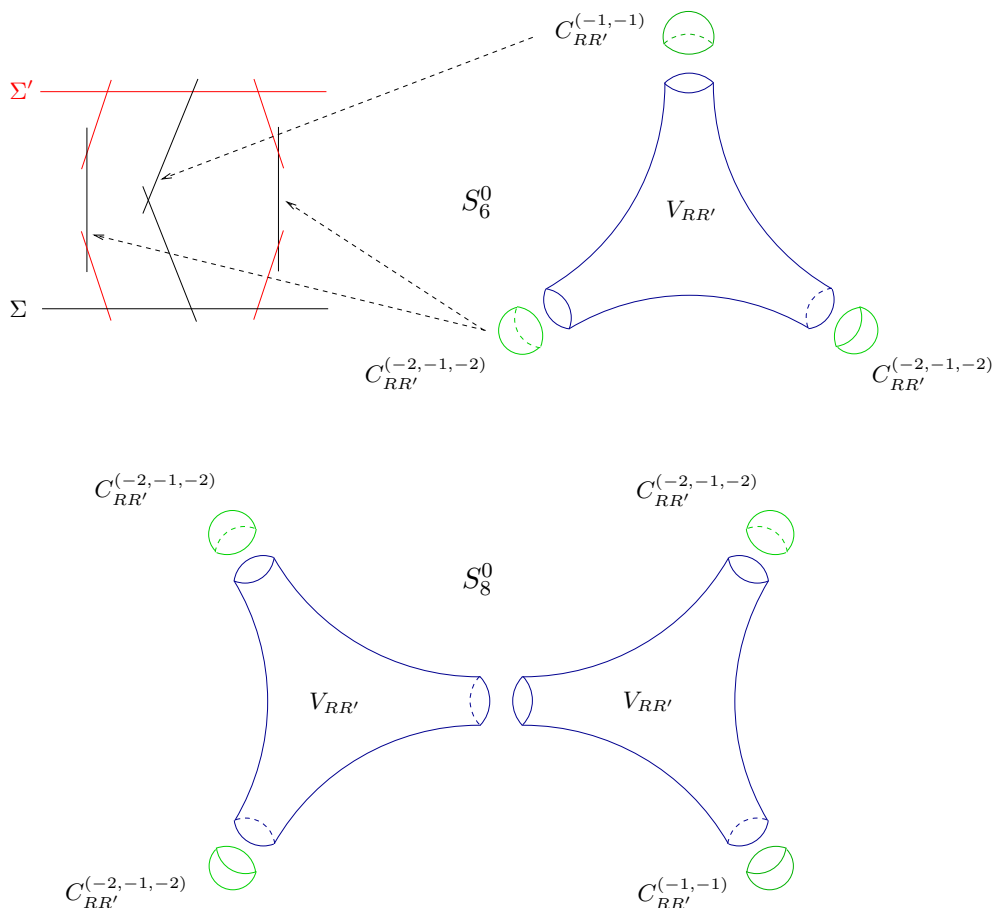 C_{RR'}^{(-1,-1)}
Σ'
S_6^0
V_{RR'}
Σ
C_{RR'}^{(-2,-1,-2)}
C_{RR'}^{(-2,-1,-2)}
C_{RR'}^{(-2,-1,-2)}
C_{RR'}^{(-2,-1,-2)}
S_8^0
V_{RR'}
V_{RR'}
C_{RR'}^{(-2,-1,-2)}
C_{RR'}^{(-1,-1)}